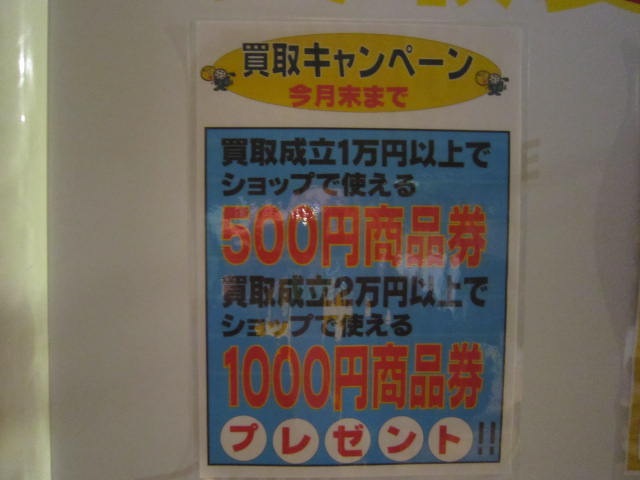 買取キャンペーン
今月末まで
買取成立1万円以上で
ショップで使える
500円商品券
買取成立2万円以上で
ショップで使える
1000円商品券
プレゼント!!